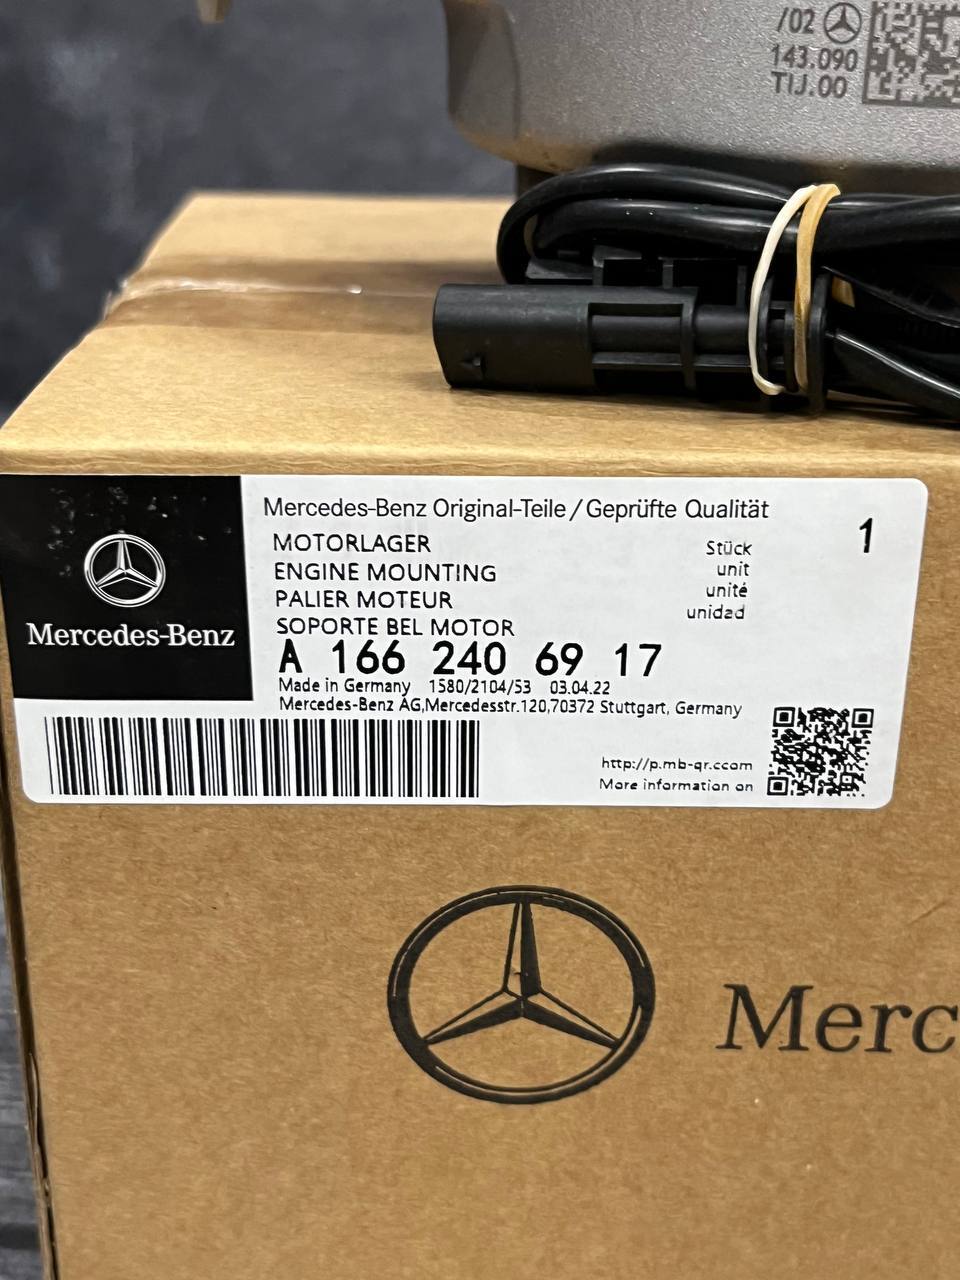 /02
143.090
TIJ.00
Mercedes-Benz
Mercedes-Benz Original-Teile / Geprüfte Qualität
MOTORLAGER
ENGINE MOUNTING
PALIER MOTEUR
SOPORTE BEL MOTOR
Stück
unit
unité
unidad
1
A 166 240 69 17
Made in Germany 1580/2104/53 03.04.22
Mercedes-Benz AG,Mercedesstr.120,70372 Stuttgart, Germany
http://p.mb-qr.ccom
More information on
Merc